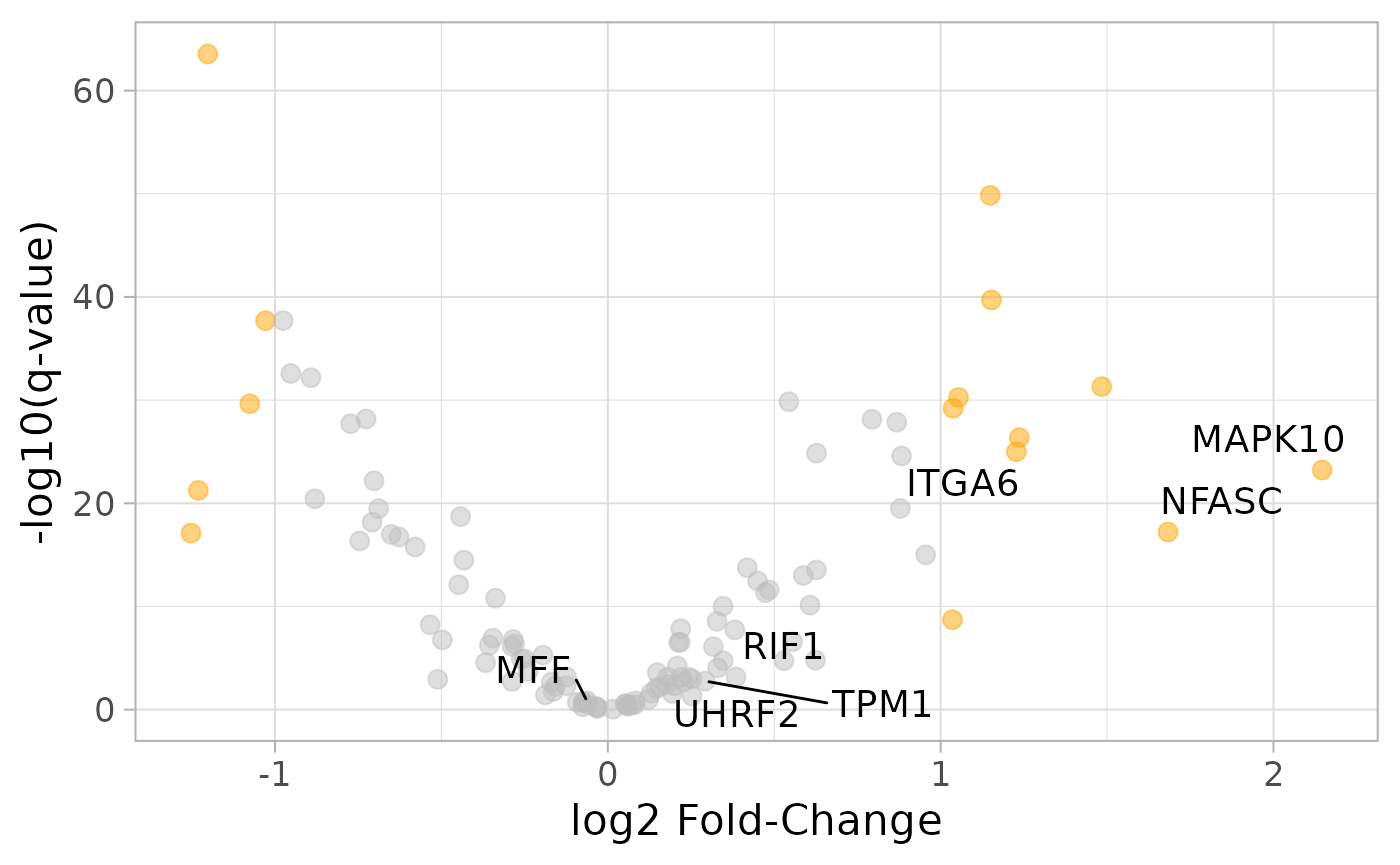 60
40
20
0
-log10(q-value)
MAPK10
ITGA6
NFASC
RIF1
MFF
TPM1
UHRF2
-1
0
1
2
log2 Fold-Change